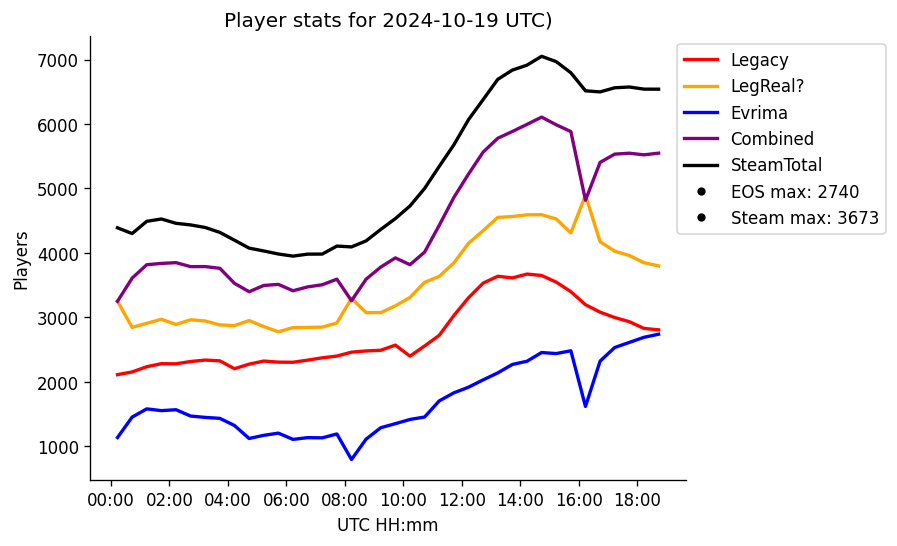 Player stats for 2024-10-19 UTC)
Legacy
LegReal?
Evrima
Combined
SteamTotal
EOS max: 2740
Steam max: 3673
Players
7000
6000
5000
4000
3000
2000
1000
00:00 02:00 04:00 06:00 08:00 10:00 12:00 14:00 16:00 18:00
UTC HH:mm